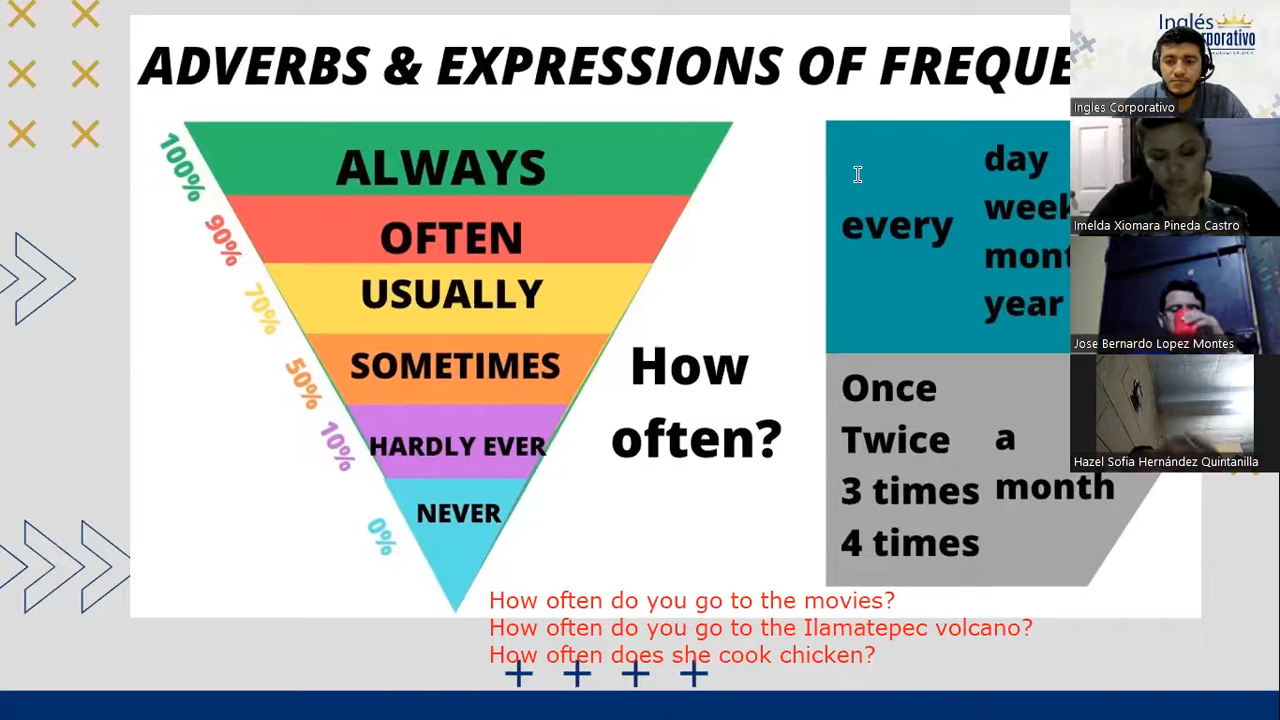 ADVERBS & EXPRESSIONS OF FREQUE
100% ALWAYS
90% OFTEN
70% USUALLY
50% SOMETIMES
10% HARDLY EVER
0% NEVER
How
often?
every
day
week
mont
year
Once
Twice
3 times
4 times
a
month
How often do you go to the movies?
How often do you go to the Ilamatepec volcano?
How often does she cook chicken?
Inglés
Corporativo
Ingles Corporativo
Imelda Xiomara Pineda Castro
Jose Bernardo Lopez Montes
Hazel Sofia Hernández Quintanilla